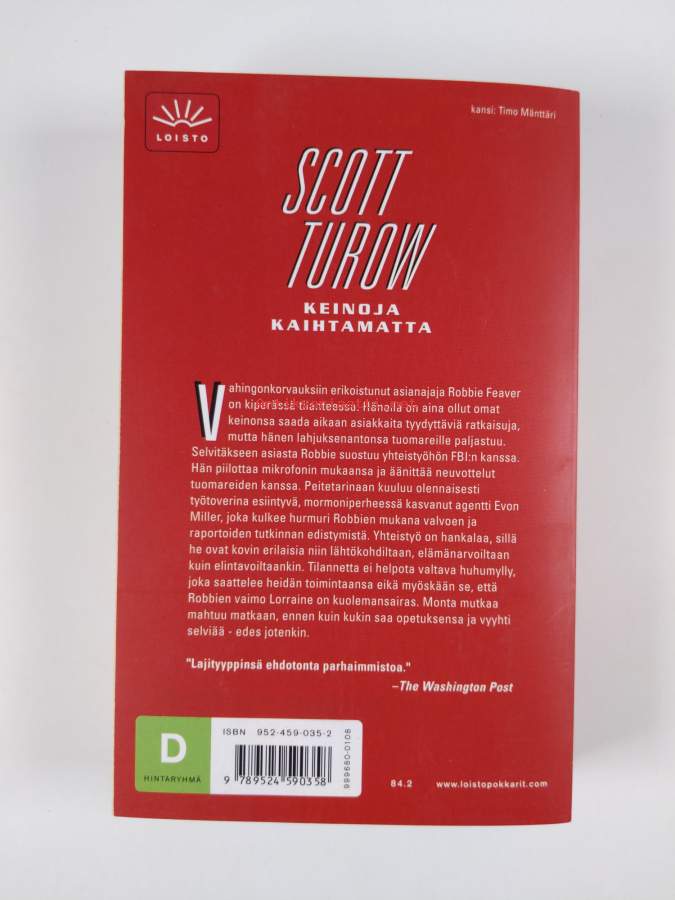 LOISTO
kansi: Timo Mänttäri
SCOTT
TUROW
KEINOJA
KAIHTAMATTA
Vahingonkorvauksiin erikoistunut asianajaja Robbie Feaver
on kiperässä tilanteessa. Hänellä on aina ollut omat
keinonsa saada aikaan asiakkaita tyydyttäviä ratkaisuja,
mutta hänen lahjuksenantonsa tuomareille paljastuu.
Selvitäkseen asiasta Robbie suostuu yhteistyöhön FBI:n kanssa.
Hän piilottaa mikrofonin mukaansa ja äänittää neuvottelut
tuomareiden kanssa. Peitetarinaan kuuluu olennaisesti
työtoverina esiintyvä, mormoniperheessä kasvanut agentti Evon
Miller, joka kulkee hurmuri Robbien mukana valvoen ja
raportoiden tutkinnan edistymistä. Yhteistyö on hankalaa, sillä
he ovat kovin erilaisia niin lähtökohdiltaan, elämänarvoiltaan
kuin elintavoiltaankin. Tilannetta ei helpota valtava huhumylly,
joka saattelee heidän toimintaansa eikä myöskään se, että
Robbien vaimo Lorraine on kuolemansairas. Monta mutkaa
mahtuu matkaan, ennen kuin kukin saa opetuksensa ja vyyhti
selviää - edes jotenkin.
"Lajityyppinsä ehdotonta parhaimmistoa."
–The Washington Post
D
HINTARYHMÄ
ISBN 952-459-035-2
9 789524 590358
999680-0108
84.2
www.loistopokkarit.com